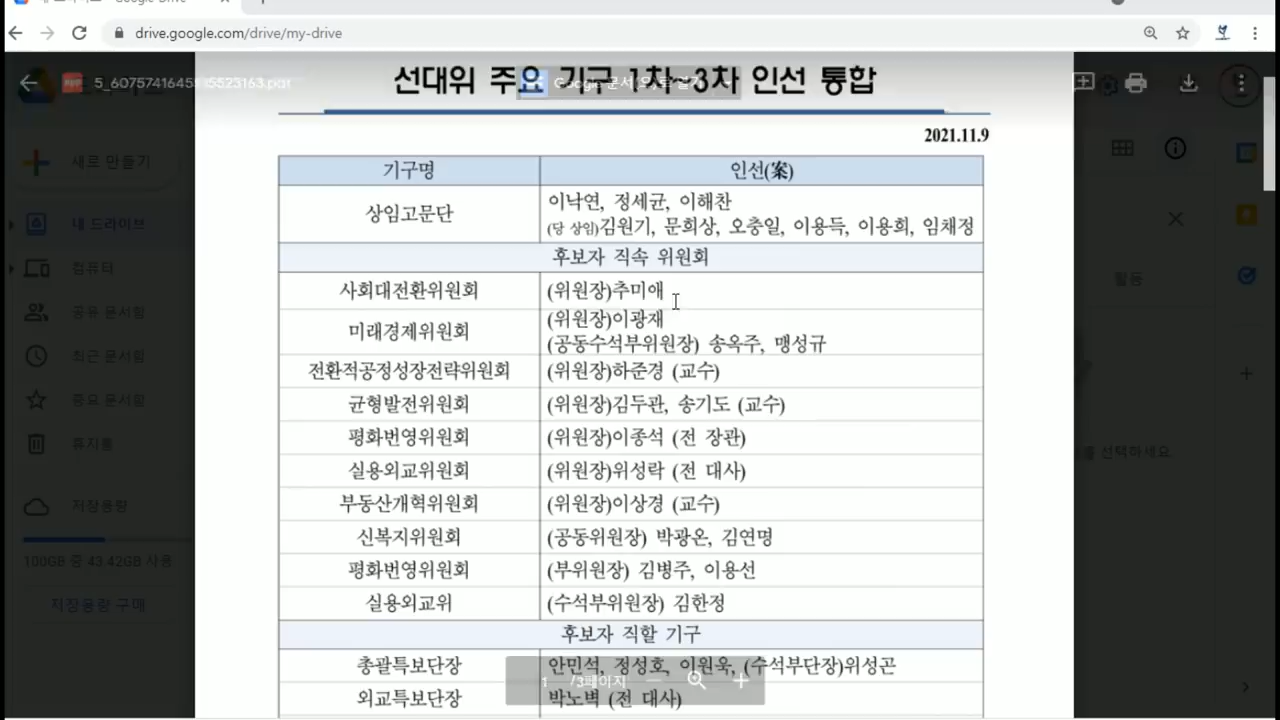 drive.google.com/drive/my-drive
선대위 주요 기구 1차~3차 인선 통합
2021.11.9
기구명 인선(案)
상임고문단 이낙연, 정세균, 이해찬
(당 상임)김원기, 문희상, 오충일, 이용득, 이용희, 임채정
후보자 직속 위원회
사회대전환위원회 (위원장)추미애
미래경제위원회 (위원장)이광재
(공동수석부위원장) 송옥주, 맹성규
전환적공정성장전략위원회 (위원장)하준경 (교수)
균형발전위원회 (위원장)김두관, 송기도 (교수)
평화번영위원회 (위원장)이종석 (전 장관)
실용외교위원회 (위원장)위성락 (전 대사)
부동산개혁위원회 (위원장)이상경 (교수)
신복지위원회 (공동위원장) 박광온, 김연명
평화번영위원회 (부위원장) 김병주, 이용선
실용외교위 (수석부위원장) 김한정
후보자 직할 기구
총괄특보단장 안민석, 정성호, 이원욱, (수석부단장)위성곤
외교특보단장 박노벽 (전 대사)
1 /3페이지
새로 만들기
내 드라이브
컴퓨터
공유 문서함
최근 문서함
중요 문서함
휴지통
저장용량
100GB 중 43.42GB 사용
저장용량 구매
활동
선택하세요.